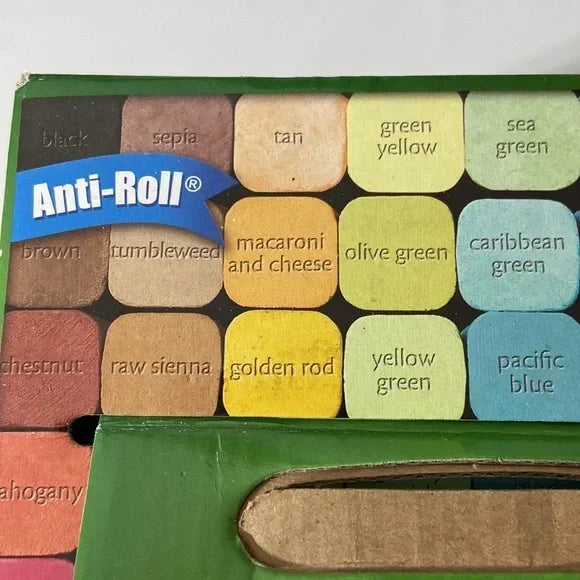 black
sepia
tan
green
yellow
sea
green
Anti-Roll®
brown
tumbleweed
macaroni
and cheese
olive green
caribbean
green
chestnut
raw sienna
golden rod
yellow
green
pacific
blue
ahogany